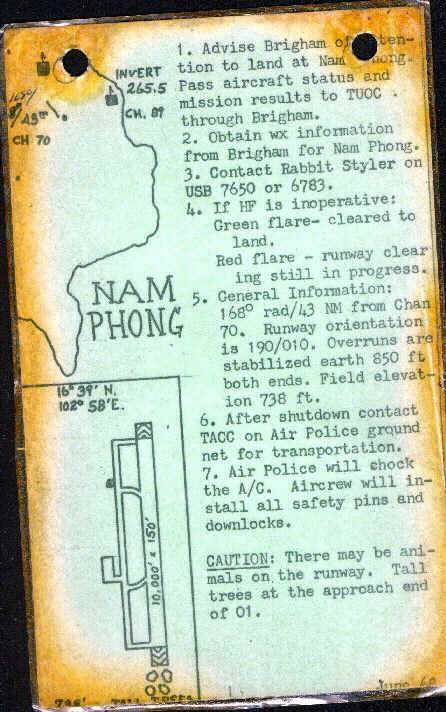 1. Advise Brigham of
tion to land at Nam
Pass aircraft status and
mission results to TUOC .
through Brigham.
2. Obtain wx information
from Brigham for Nam Phong.
3. Contact Rabbit Styler on
USB 7650 or 6783.
4. If HF is inoperative:
Green flare- cleared to
land.
Red flare - runway clear
ing still in progress.
5. General Information:
168° rad/43 NM from Chan
70. Runway orientation
is 190/010. Overruns are
stabilized earth 850 ft
both ends. Field elevat-
ion 738 ft.
6. After shutdown contact
TACC on Air Police ground
net for transportation.
7. Air Police will chock
the A/C. Aircrew will in-
stall all safety pins and
downlocks.
CAUTION: There may be ani-
mals on the runway. Tall
trees at the approach end
of 01.
INVERT
265.5
CH. 89
CH 70
NAM
PHONG
16° 39' N.
102° 58' E.
10,000' x 150'
TALL TREES
June